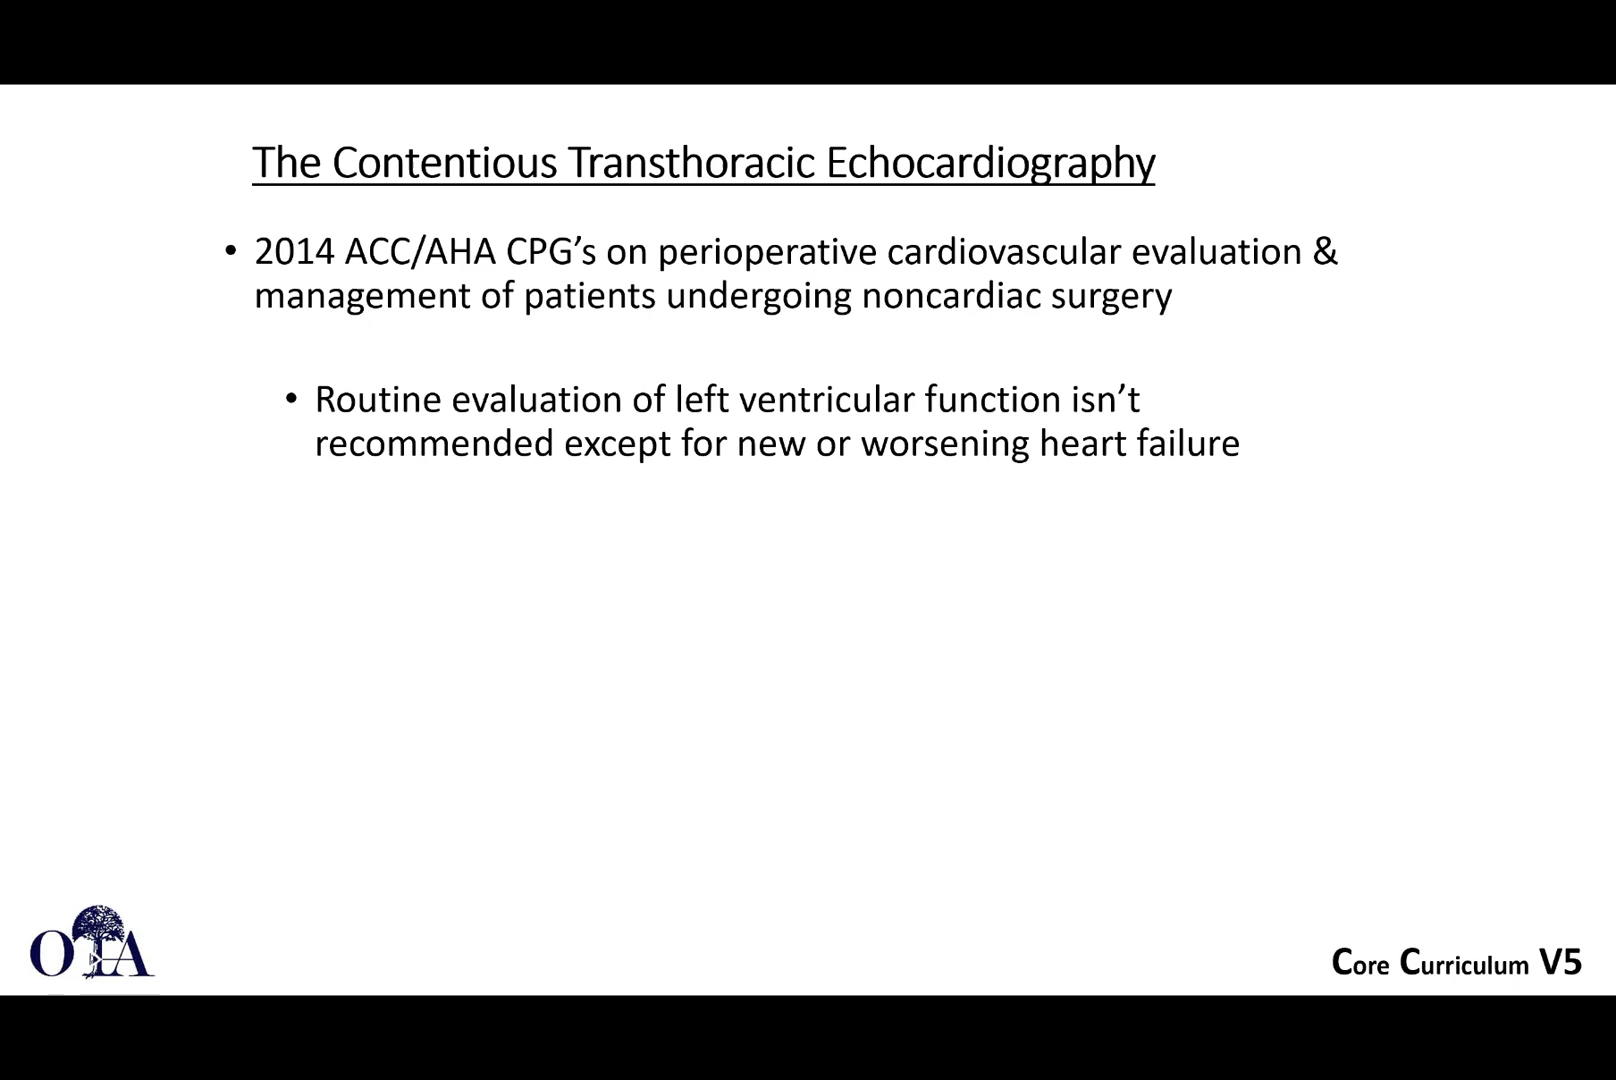 The Contentious Transthoracic Echocardiography
• 2014 ACC/AHA CPG’s on perioperative cardiovascular evaluation &
management of patients undergoing noncardiac surgery
• Routine evaluation of left ventricular function isn’t
recommended except for new or worsening heart failure
OTA
Core Curriculum V5